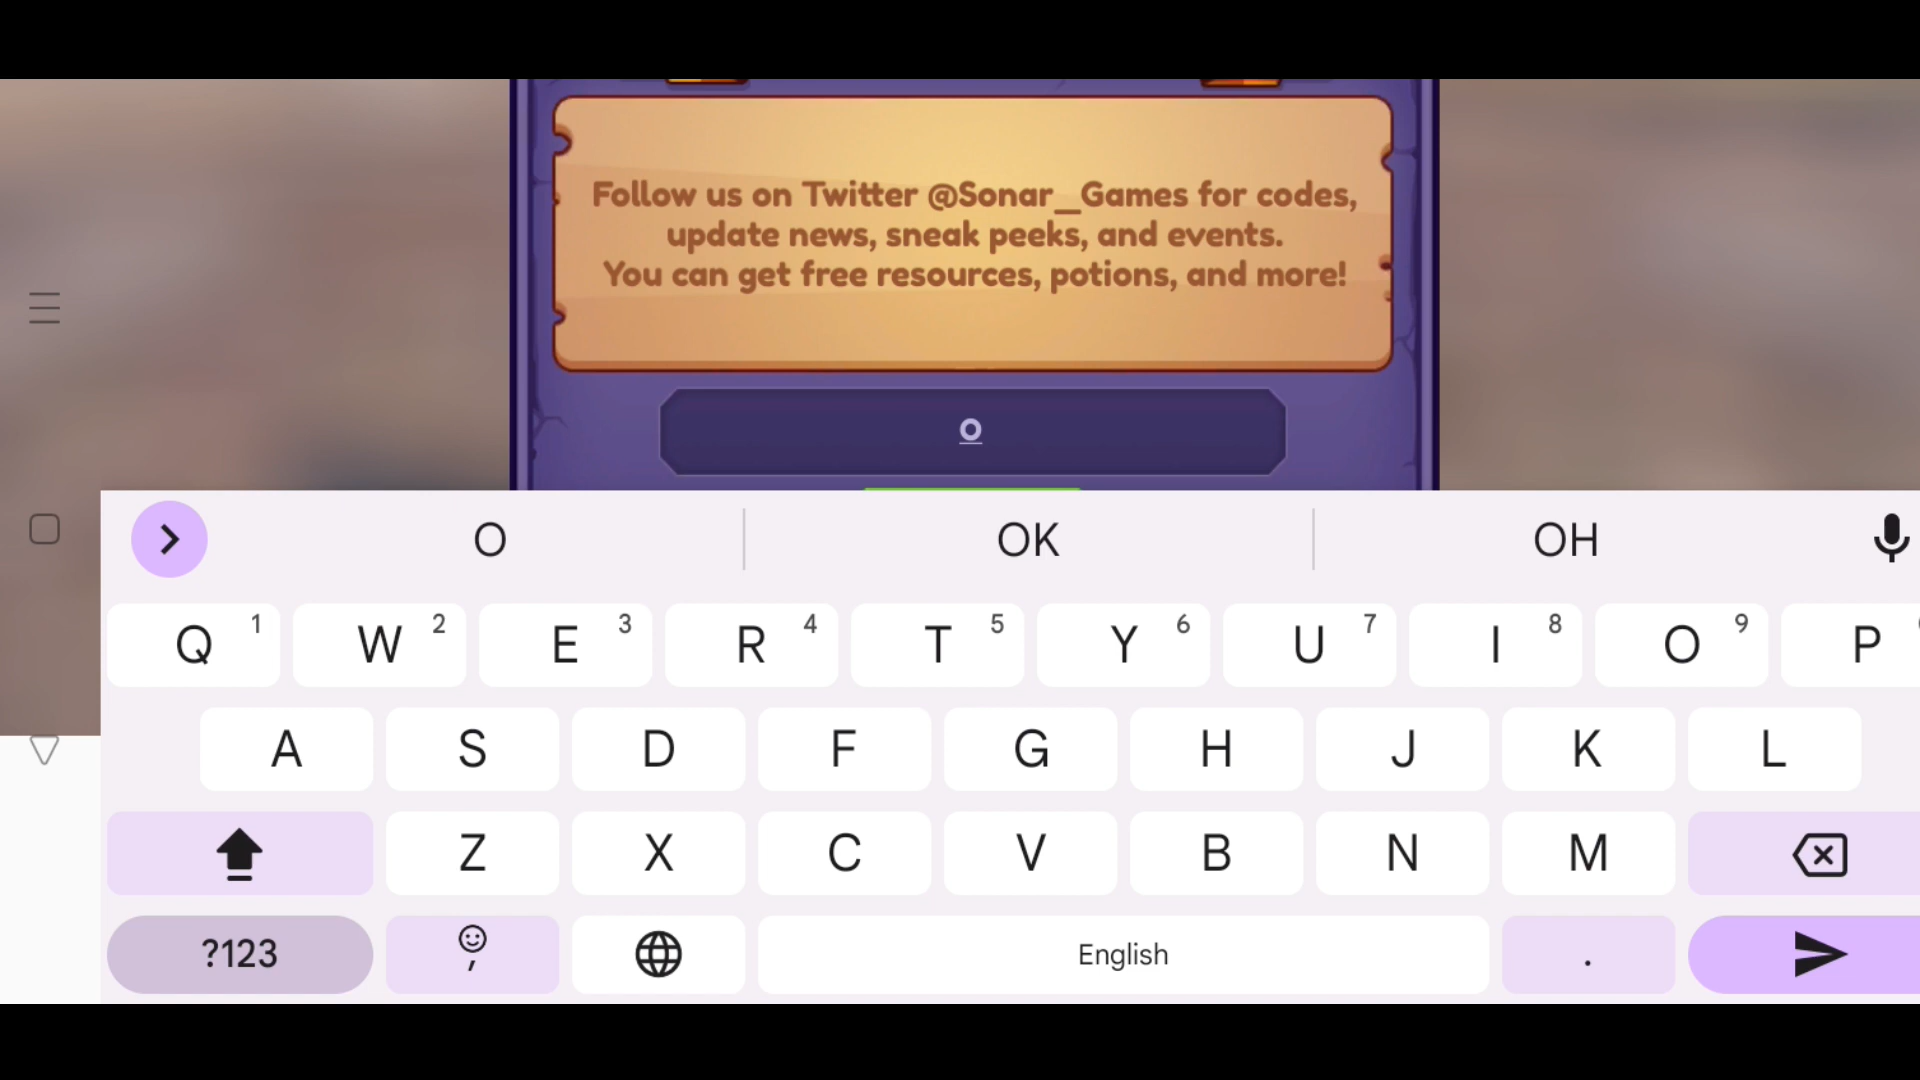 Follow us on Twitter @Sonar_Games for codes,
update news, sneak peeks, and events.
You can get free resources, potions, and more!
O
O OK OH
Q 1 W 2 E 3 R 4 T 5 Y 6 U 7 I 8 O 9 P
A S D F G H J K L
Z X C V B N M
?123 , English .